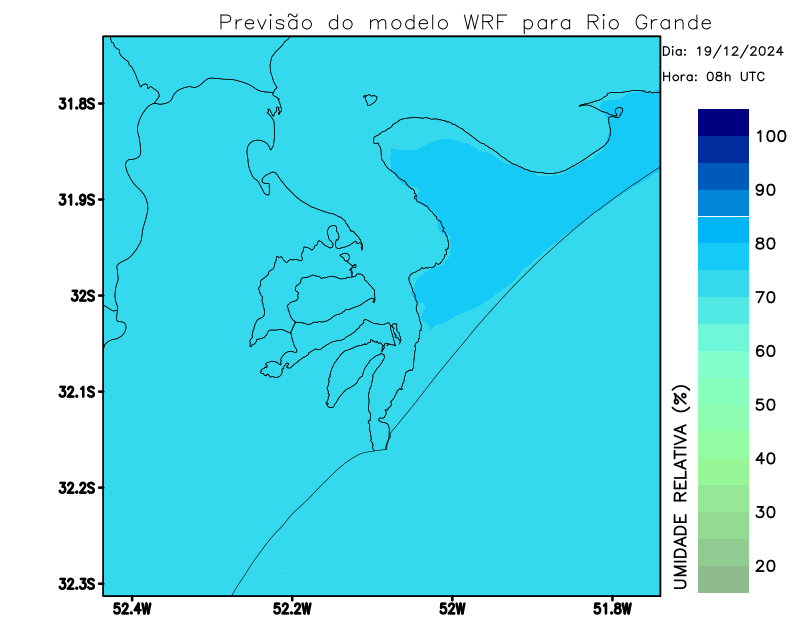 Previsão do modelo WRF para Rio Grande
Dia: 19/12/2024
Hora: 08h UTC
31.8S
31.9S
32S
32.1S
32.2S
32.3S
52.4W
52.2W
52W
51.8W
100
90
80
70
60
50
40
30
20
UMIDADE RELATIVA (%)